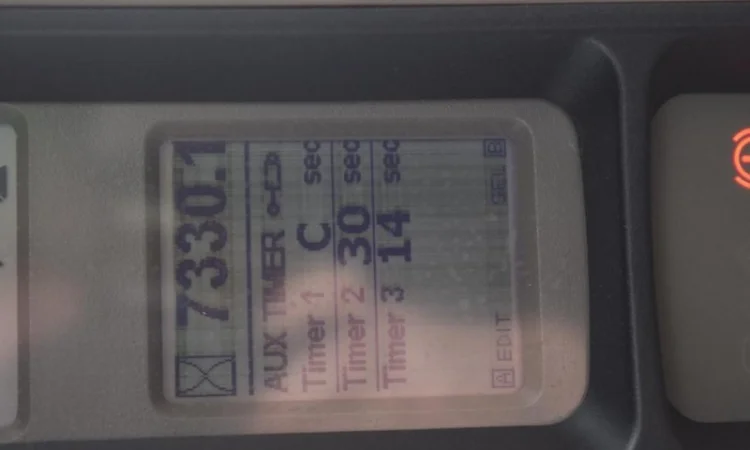 7330.1
AUX TIMER
Timer 1 C sec
Timer 2 30 sec
Timer 3 14 sec
A EDIT SEL B